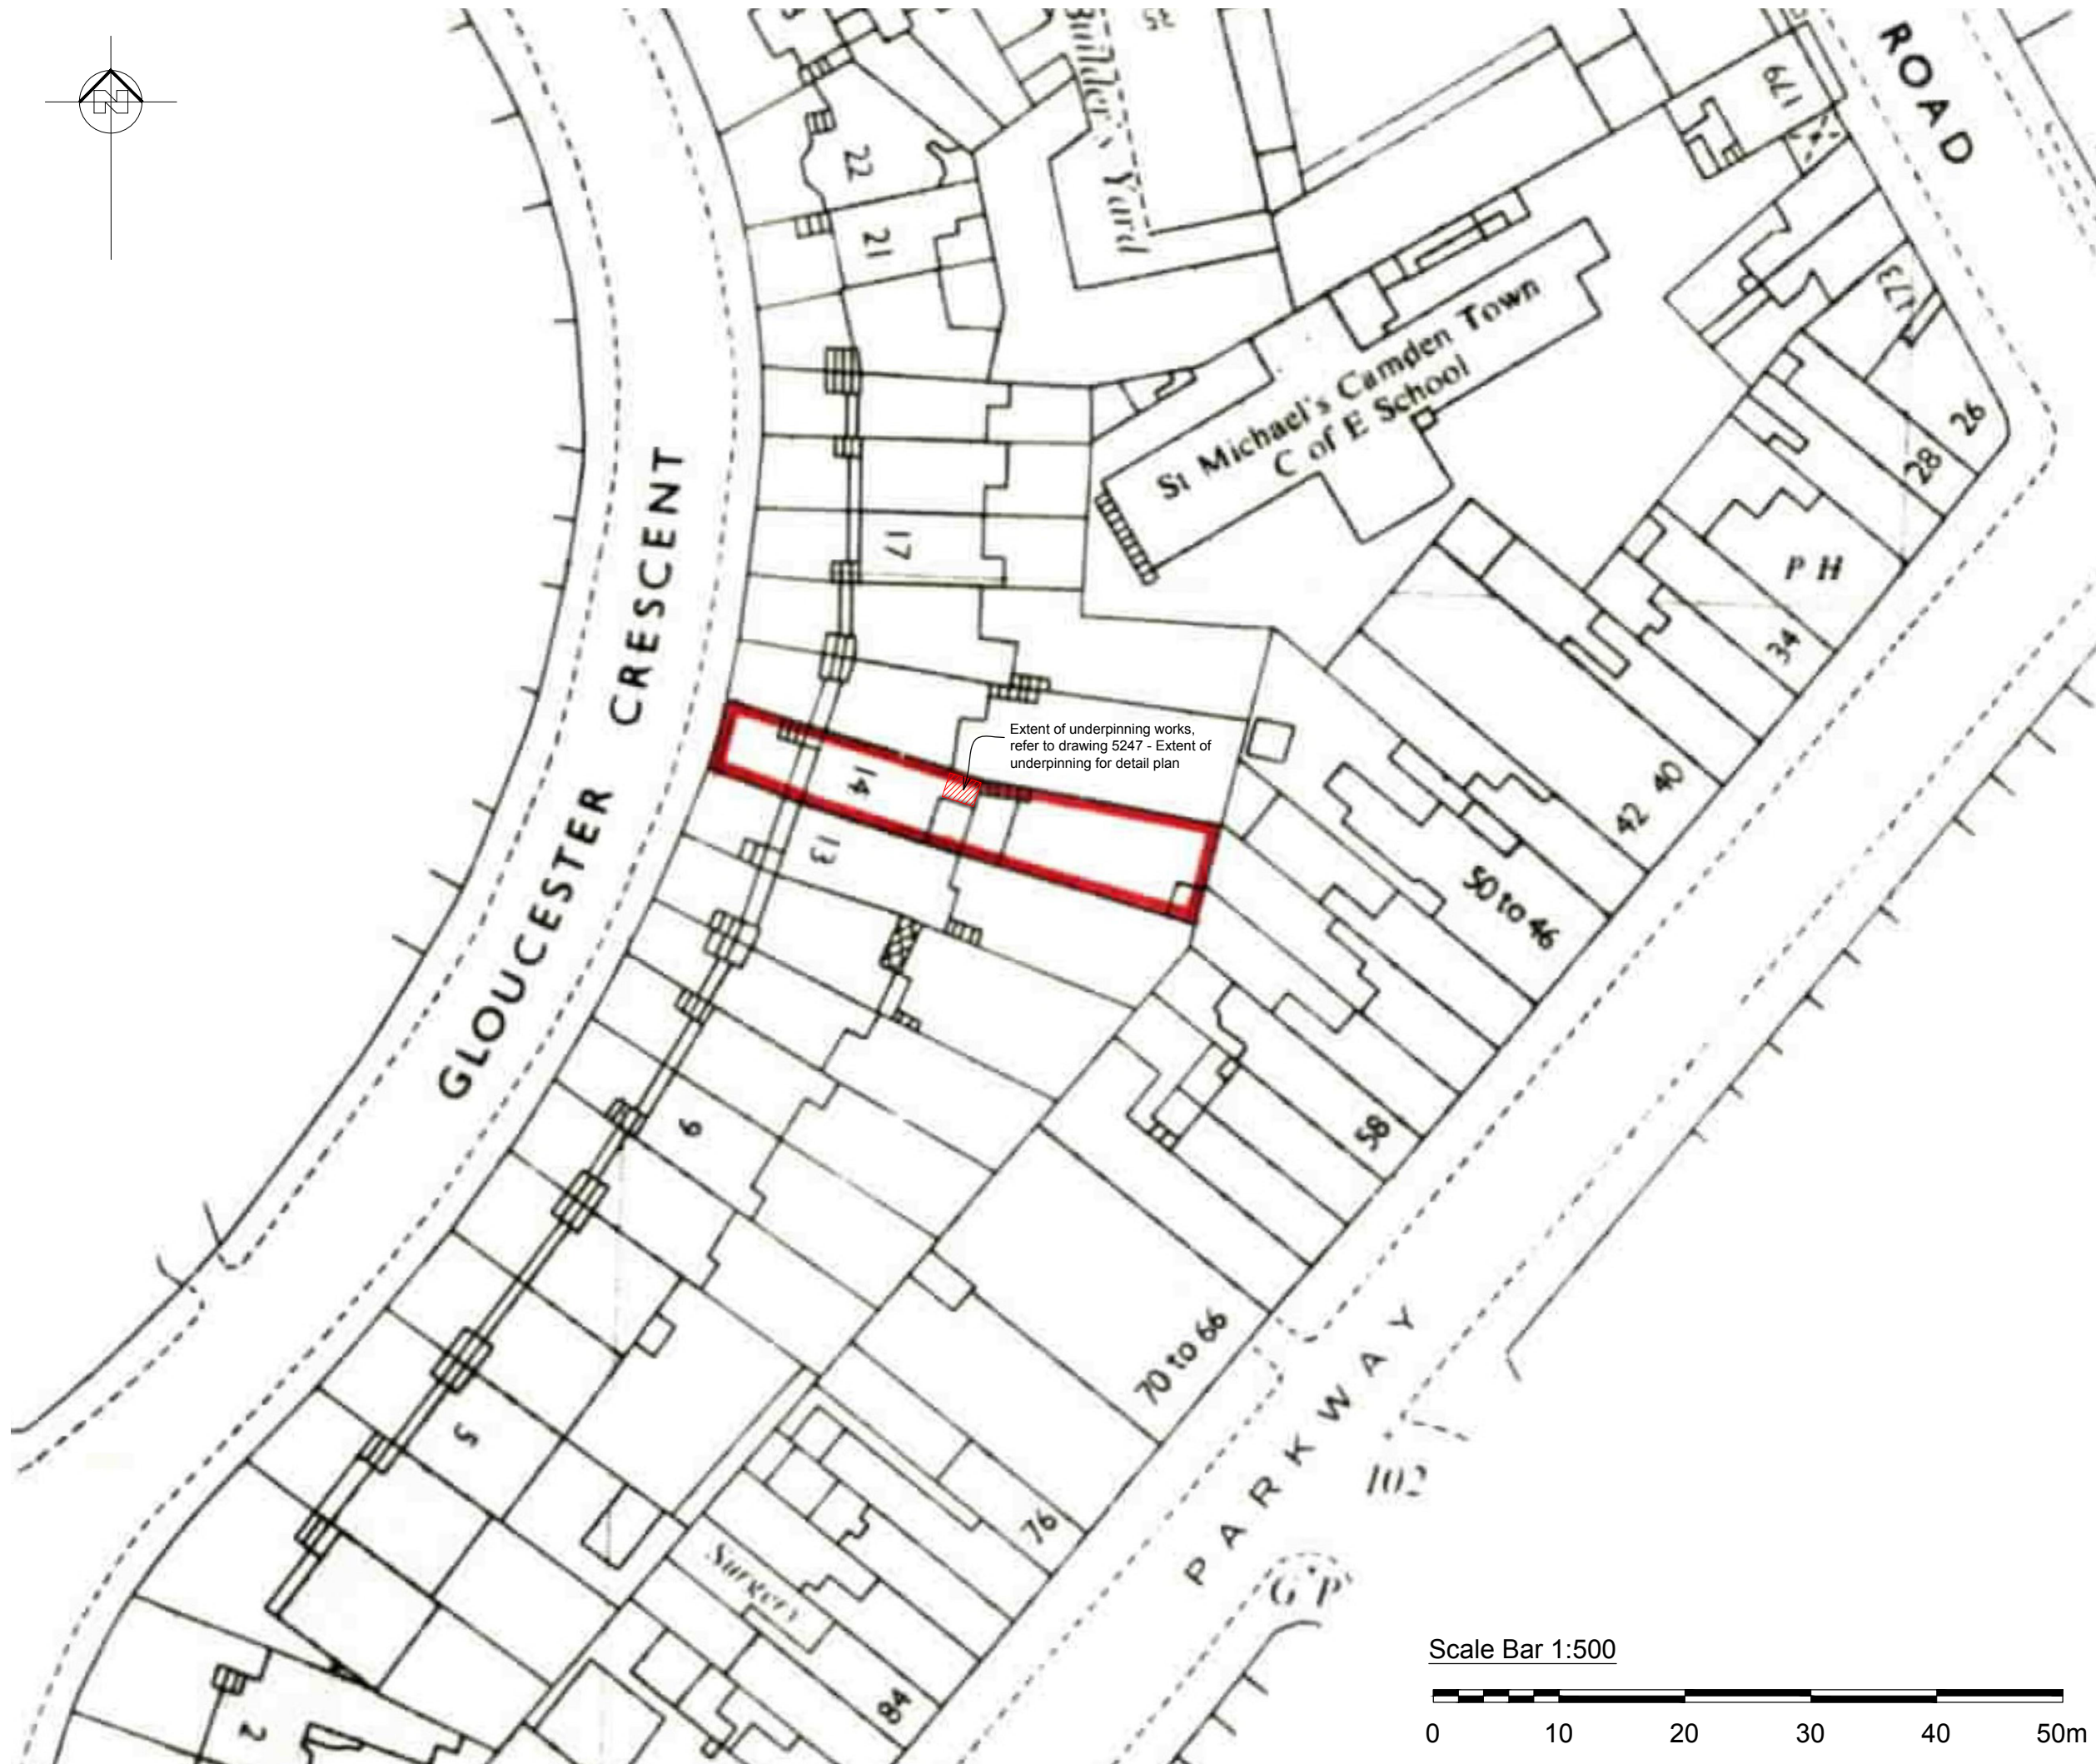 N
35
Builder's Yard
ROAD
179
22
21
173
St Michael's Camden Town
C of E School
26
28
17
P H
34
GLOUCESTER CRESCENT
Extent of underpinning works,
refer to drawing 5247 - Extent of
underpinning for detail plan
14
13
40
42
50 to 46
9
58
70 to 66
5
PARKWAY
102
76
Surgery
G P
84
2
Scale Bar 1:500
0 10 20 30 40 50m